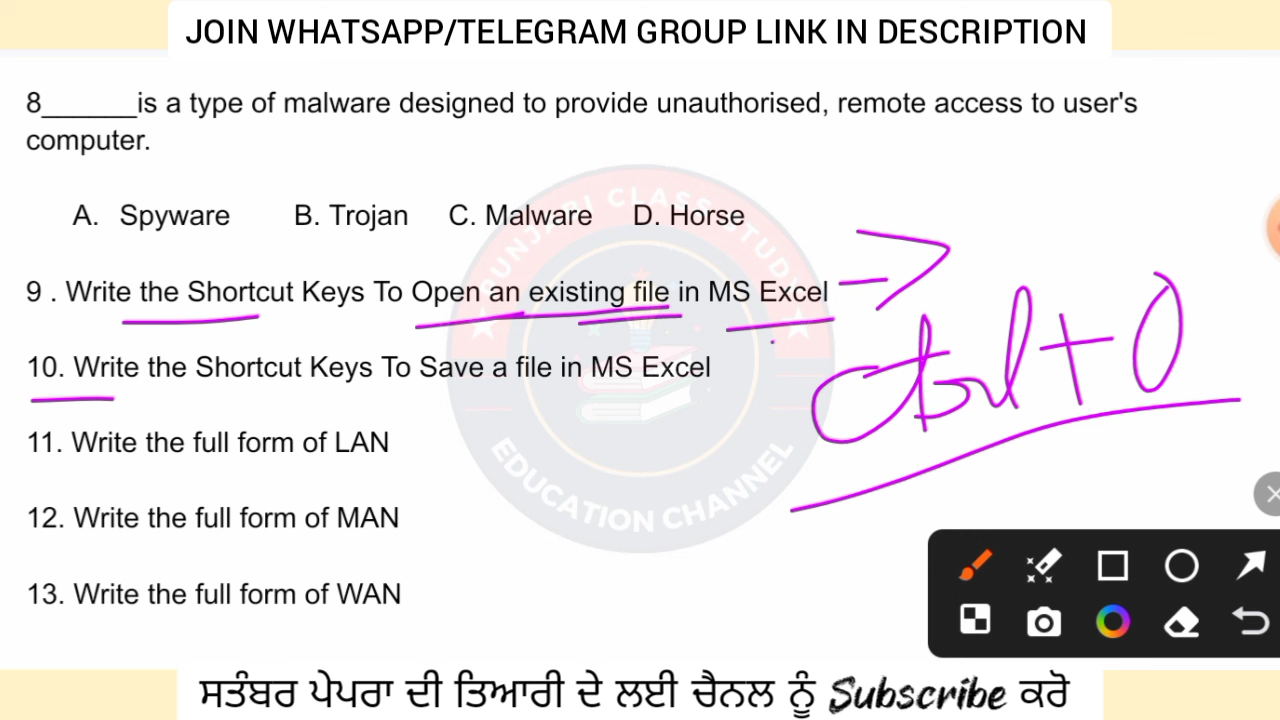 JOIN WHATSAPP/TELEGRAM GROUP LINK IN DESCRIPTION
8______is a type of malware designed to provide unauthorised, remote access to user's
computer.
A. Spyware B. Trojan C. Malware D. Horse
9 . Write the Shortcut Keys To Open an existing file in MS Excel
Ctrl+O
10. Write the Shortcut Keys To Save a file in MS Excel
11. Write the full form of LAN
12. Write the full form of MAN
13. Write the full form of WAN
PUNJABI CLASS STUDY
EDUCATION CHANNEL
ਸਤੰਬਰ ਪੇਪਰਾ ਦੀ ਤਿਆਰੀ ਦੇ ਲਈ ਚੈਨਲ ਨੂੰ Subscribe ਕਰੋ